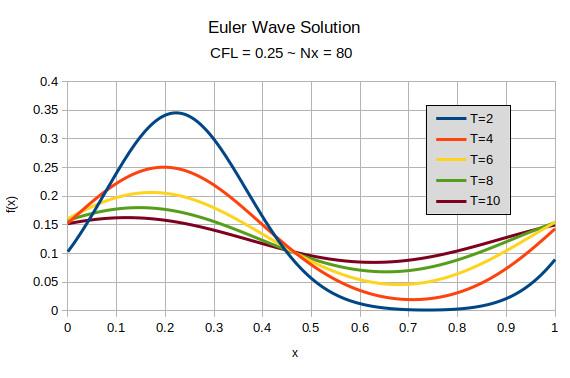 Euler Wave Solution
CFL = 0.25 ~ Nx = 80
0.4
0.35
0.3
0.25
0.2
0.15
0.1
0.05
0
f(x)
T=2
T=4
T=6
T=8
T=10
0 0.1 0.2 0.3 0.4 0.5 0.6 0.7 0.8 0.9 1
x